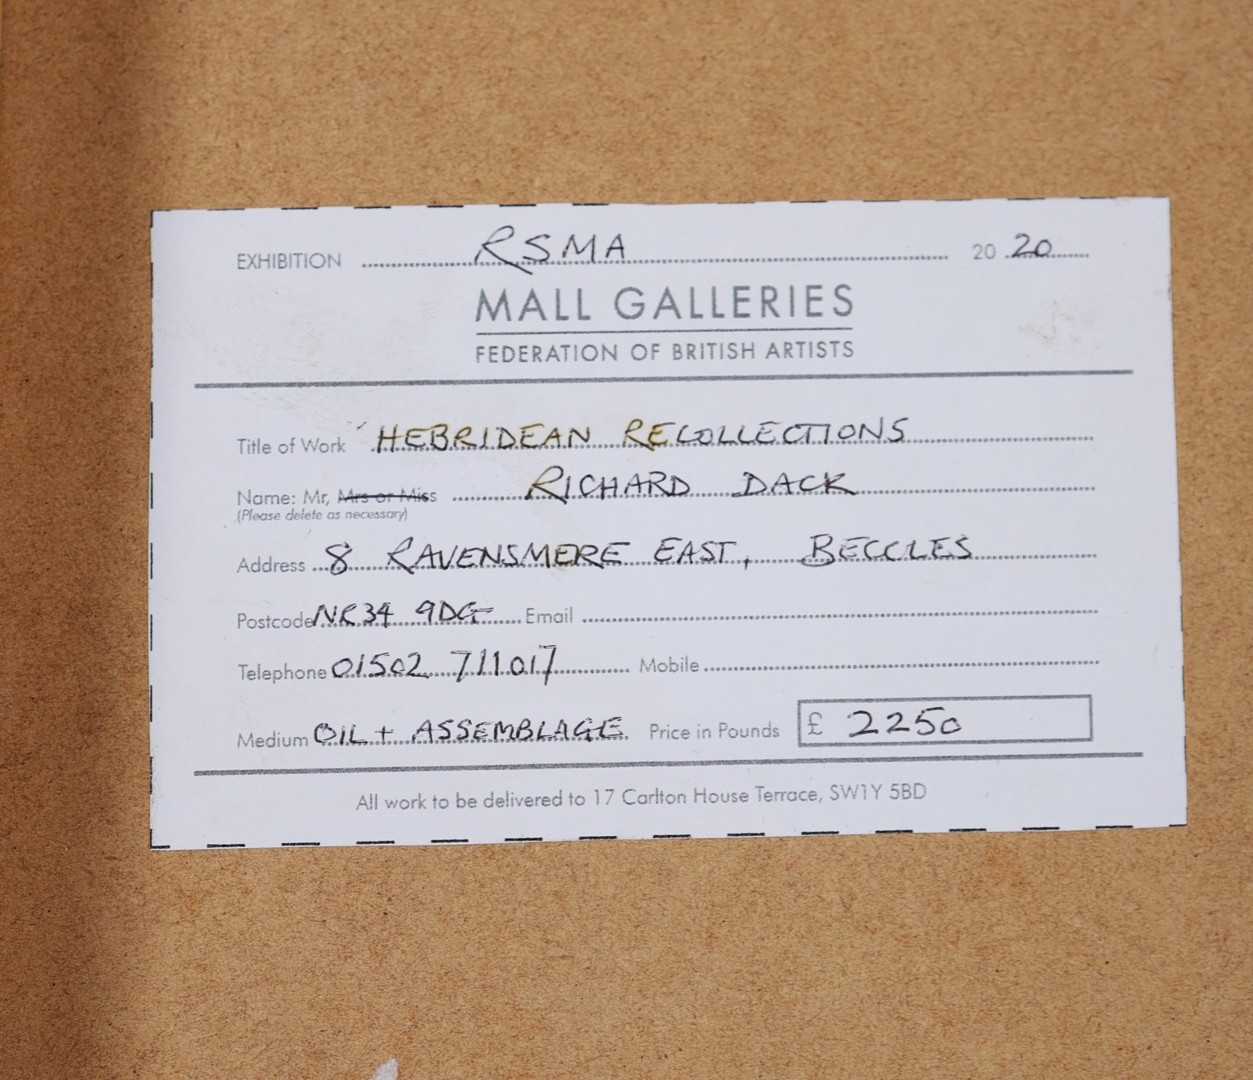 EXHIBITION RSMA 20 20
MALL GALLERIES
FEDERATION OF BRITISH ARTISTS
Title of Work HEBRIDEAN RECOLLECTIONS
Name: Mr, Mrs or Miss RICHARD DACK
(Please delete as necessary)
Address 8 RAVENSMERE EAST, BECCLES
Postcode NR34 9DG Email
Telephone 01502 711017 Mobile
Medium OIL + ASSEMBLAGE Price in Pounds £ 2250
All work to be delivered to 17 Carlton House Terrace, SW1Y 5BD